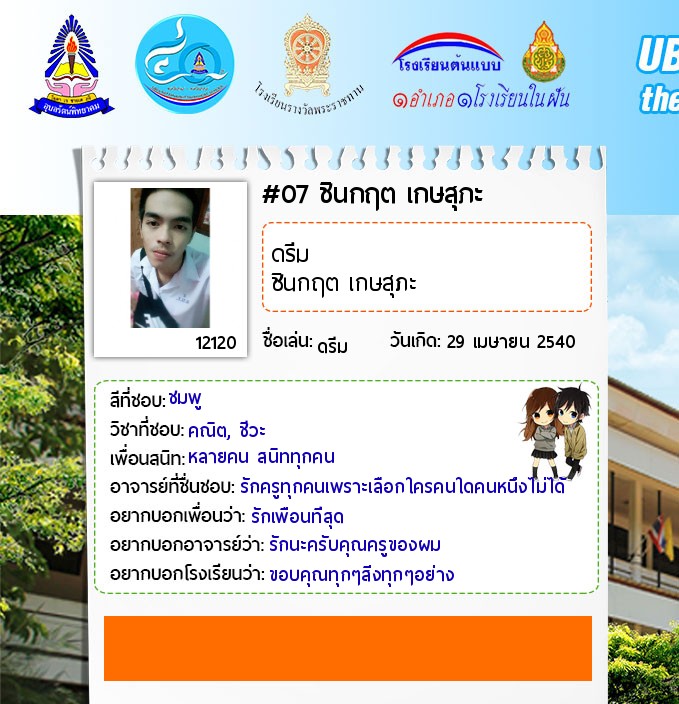 อุบลรัตน์พิทยาคม
โรงเรียนรางวัลพระราชทาน
โรงเรียนต้นแบบ
๑อำเภอ๑โรงเรียนในฝัน
UB
the
#07 ชินกฤต เกษสุภะ
ดรีม
ชินกฤต เกษสุภะ
12120
ชื่อเล่น: ดรีม วันเกิด: 29 เมษายน 2540
สีที่ชอบ: ชมพู
วิชาที่ชอบ: คณิต, ชีวะ
เพื่อนสนิท: หลายคน สนิททุกคน
อาจารย์ที่ชื่นชอบ: รักครูทุกคนเพราะเลือกใครคนใดคนหนึ่งไม่ได้
อยากบอกเพื่อนว่า: รักเพื่อนที่สุด
อยากบอกอาจารย์ว่า: รักนะครับคุณครูของผม
อยากบอกโรงเรียนว่า: ขอบคุณทุกๆสิ่งทุกๆอย่าง